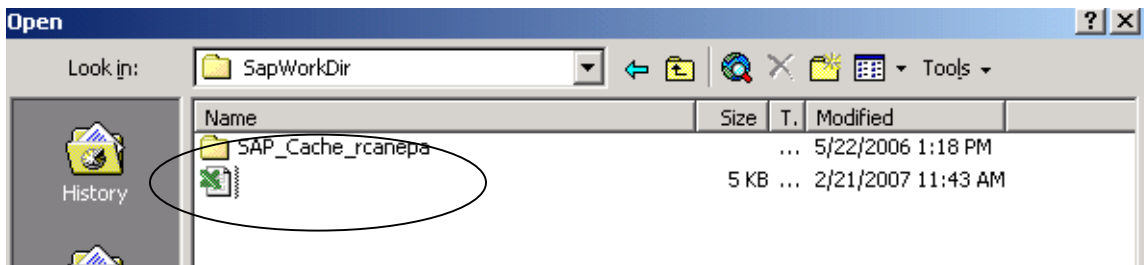 Open
Look in: SapWorkDir Tools
Name Size T. Modified
SAP_Cache_rcanepa ... 5/22/2006 1:18 PM
5 KB ... 2/21/2007 11:43 AM
History